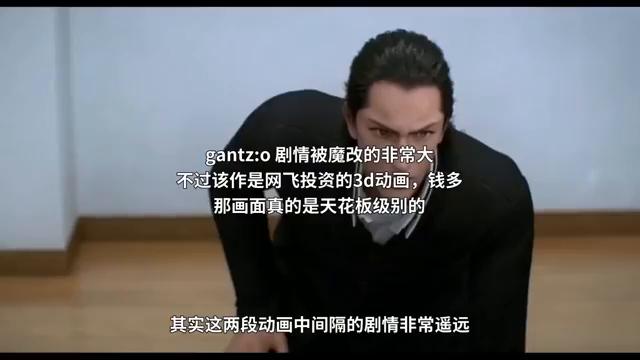 gantz:o 剧情被魔改的非常大
不过该作是网飞投资的3d动画，钱多
那画面真的是天花板级别的
其实这两段动画中间隔的剧情非常遥远